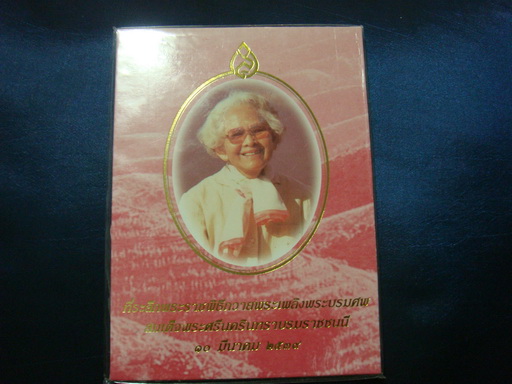 ที่ระลึกพระราชพิธีถวายพระเพลิงพระบรมศพ
สมเด็จพระศรีนครินทราบรมราชชนนี
๑๐ มีนาคม ๒๕๓๙